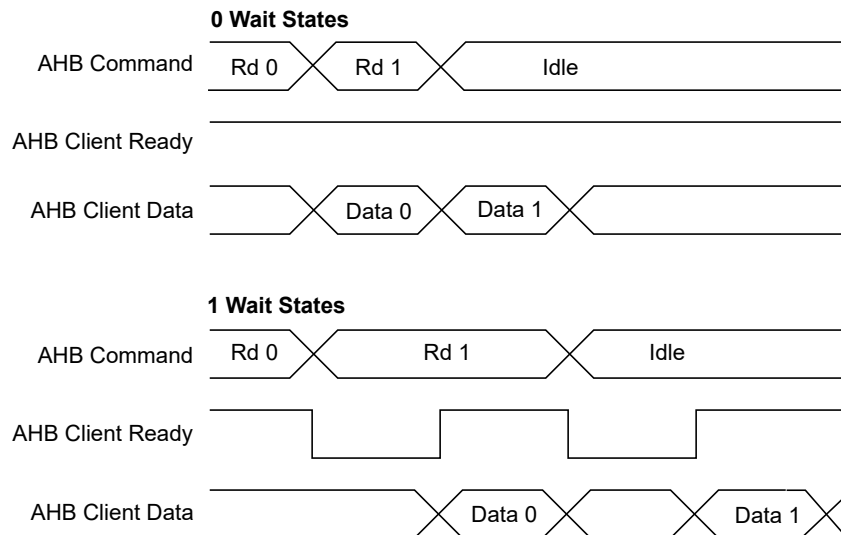 0 Wait States
AHB Command Rd 0 Rd 1 Idle
AHB Client Ready
AHB Client Data Data 0 Data 1
1 Wait States
AHB Command Rd 0 Rd 1 Idle
AHB Client Ready
AHB Client Data Data 0 Data 1